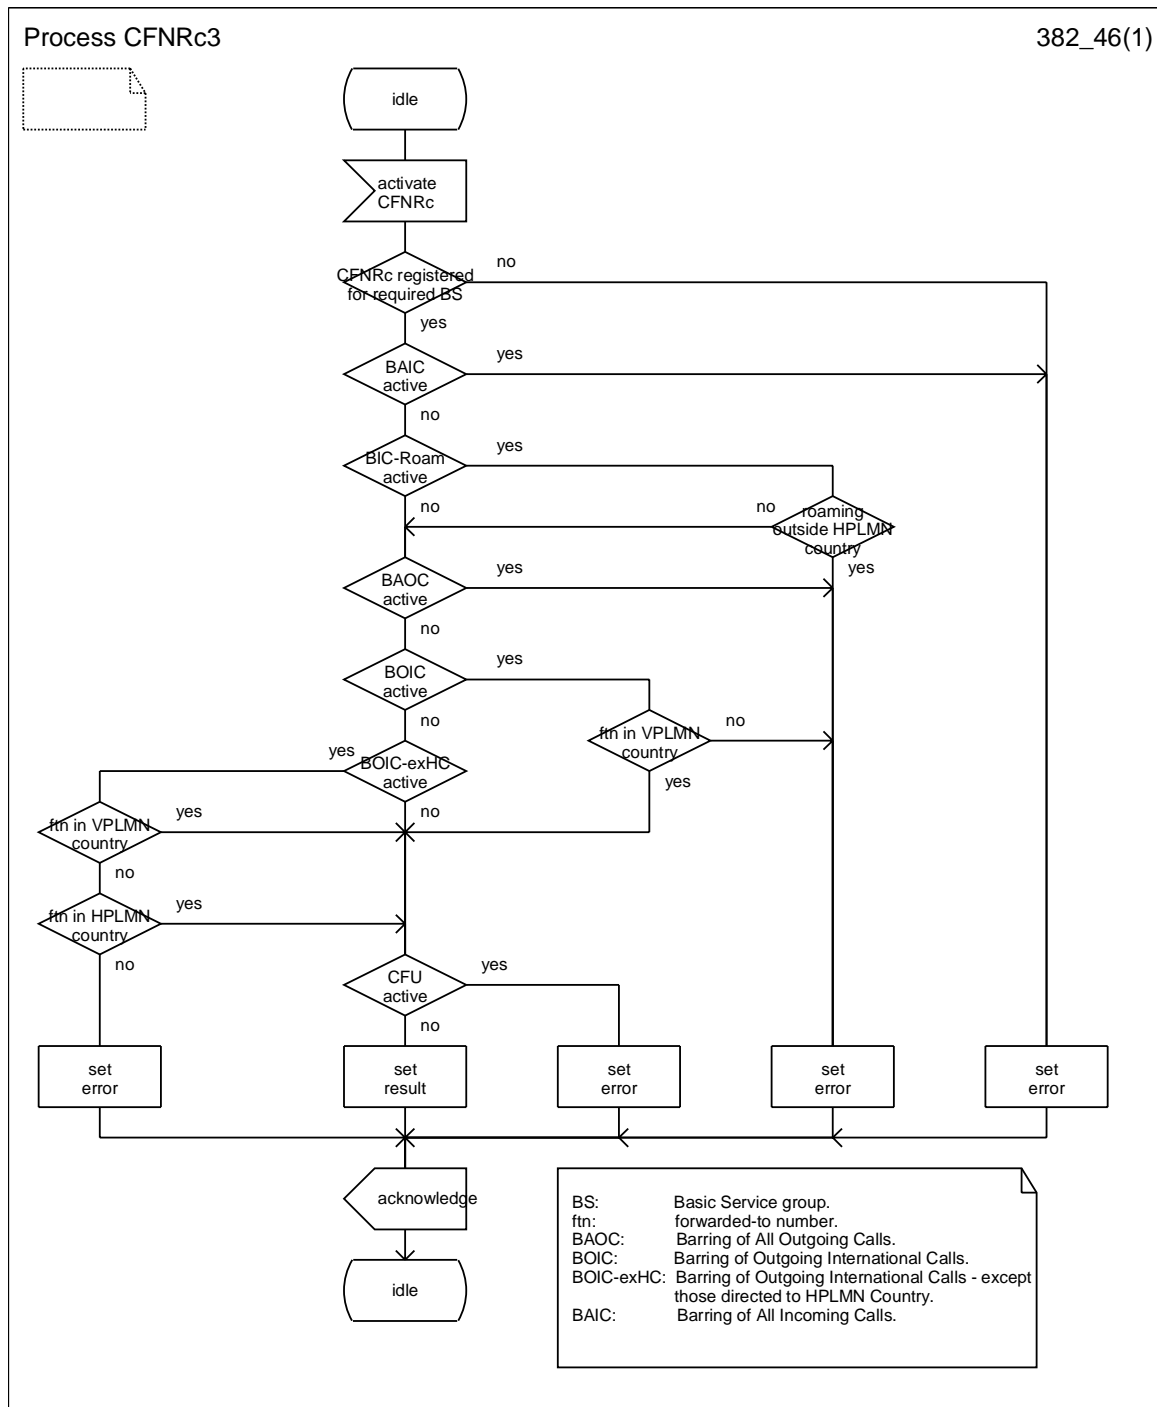 Process CFNRc3
382_46(1)
idle
activate
CFNRc
CFNRc registered
for required BS
no
yes
BAIC
active
yes
no
BIC-Roam
active
yes
no
no
roaming
outside HPLMN
country
yes
BAOC
active
yes
no
BOIC
active
yes
no
ftn in VPLMN
country
no
yes
yes
BOIC-exHC
active
no
ftn in VPLMN
country
yes
no
ftn in HPLMN
country
yes
no
CFU
active
yes
no
set
error
set
result
set
error
set
error
set
error
acknowledge
idle
BS: Basic Service group.
ftn: forwarded-to number.
BAOC: Barring of All Outgoing Calls.
BOIC: Barring of Outgoing International Calls.
BOIC-exHC: Barring of Outgoing International Calls - except
those directed to HPLMN Country.
BAIC: Barring of All Incoming Calls.